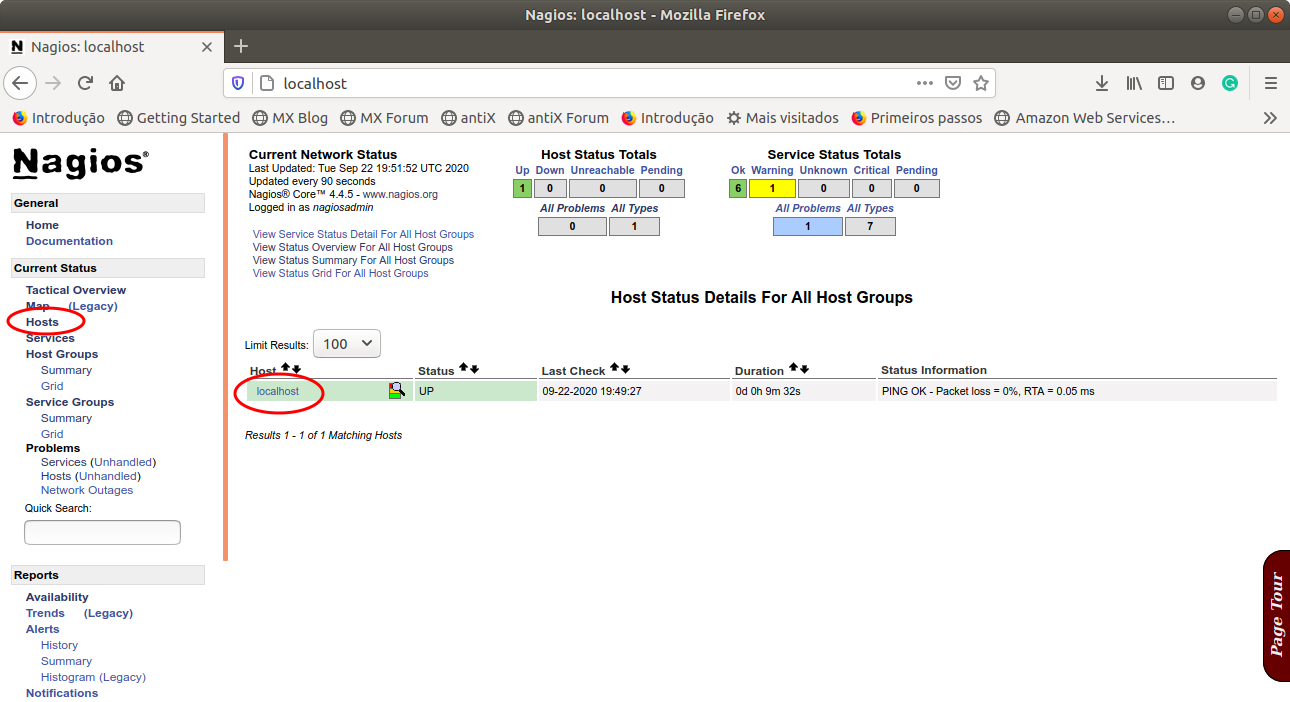 Nagios: localhost - Mozilla Firefox
Nagios: localhost
localhost
Introdução Getting Started MX Blog MX Forum antiX antiX Forum Introdução Mais visitados Primeiros passos Amazon Web Services…
Nagios®
General
Home
Documentation
Current Status
Tactical Overview
Map (Legacy)
Hosts
Services
Host Groups
Summary
Grid
Service Groups
Summary
Grid
Problems
Services (Unhandled)
Hosts (Unhandled)
Network Outages
Quick Search:
Reports
Availability
Trends (Legacy)
Alerts
History
Summary
Histogram (Legacy)
Notifications
Current Network Status
Last Updated: Tue Sep 22 19:51:52 UTC 2020
Updated every 90 seconds
Nagios® Core™ 4.4.5 - www.nagios.org
Logged in as nagiosadmin
View Service Status Detail For All Host Groups
View Status Overview For All Host Groups
View Status Summary For All Host Groups
View Status Grid For All Host Groups
Host Status Totals
Up Down Unreachable Pending
1 0 0 0
All Problems All Types
0 1
Service Status Totals
Ok Warning Unknown Critical Pending
6 1 0 0 0
All Problems All Types
1 7
Host Status Details For All Host Groups
Limit Results: 100
Host Status Last Check Duration Status Information
localhost UP 09-22-2020 19:49:27 0d 0h 9m 32s PING OK - Packet loss = 0%, RTA = 0.05 ms
Results 1 - 1 of 1 Matching Hosts
Page Tour